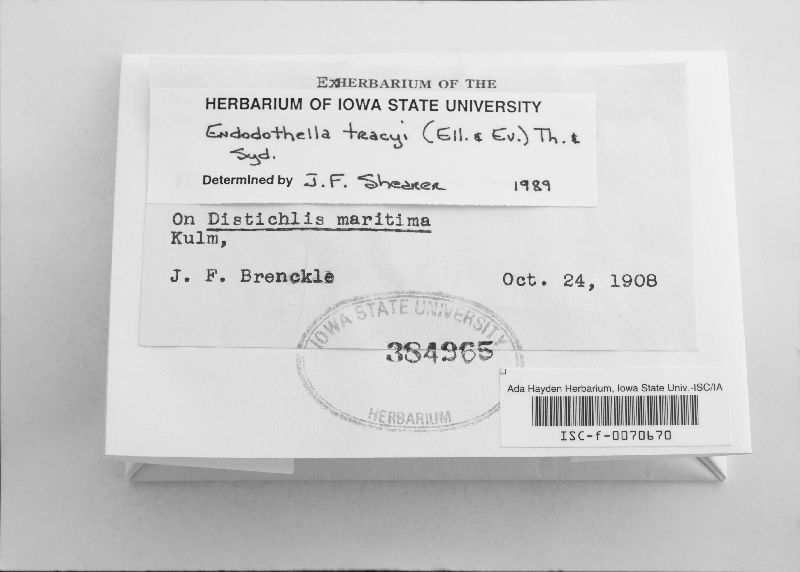 ExHERBARIUM OF THE
HERBARIUM OF IOWA STATE UNIVERSITY
Endodothella tracyi (Ell. & Ev.) Th. &
Syd.
Determined by J.F. Shearer 1989
On Distichlis maritima
Kulm,
J. F. Brenckle Oct. 24, 1908
IOWA STATE UNIVERSITY
384965
HERBARIUM
Ada Hayden Herbarium, Iowa State Univ.-ISC/IA
ISC-f-0070670